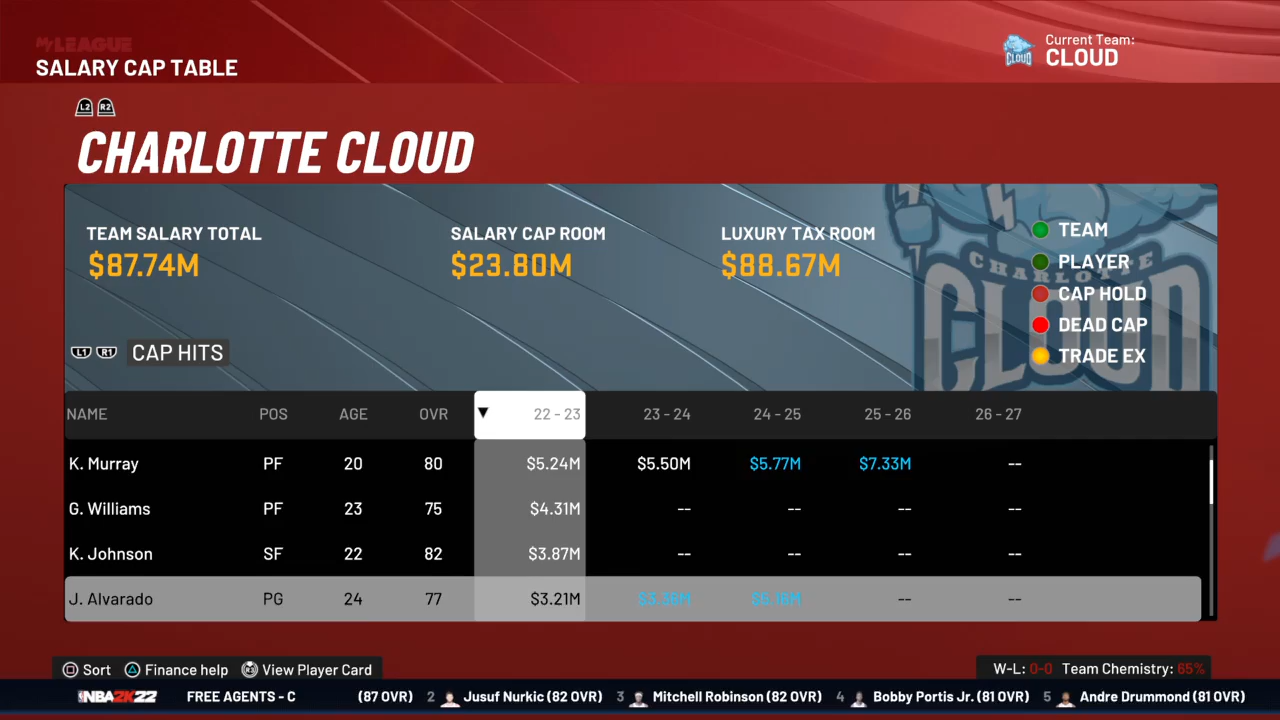 MyLEAGUE
SALARY CAP TABLE
CLOUD
Current Team:
CLOUD
L2 R2
CHARLOTTE CLOUD
TEAM SALARY TOTAL SALARY CAP ROOM LUXURY TAX ROOM
$87.74M $23.80M $88.67M
CHARLOTTE
CLOUD
TEAM
PLAYER
CAP HOLD
DEAD CAP
TRADE EX
L1 R1 CAP HITS
NAME POS AGE OVR ▼ 22 - 23 23 - 24 24 - 25 25 - 26 26 - 27
K. Murray PF 20 80 $5.24M $5.50M $5.77M $7.33M --
G. Williams PF 23 75 $4.31M -- -- -- --
K. Johnson SF 22 82 $3.87M -- -- -- --
J. Alvarado PG 24 77 $3.21M -- --
Sort Finance help R3 View Player Card
W-L: 0-0 Team Chemistry: 65%
NBA2K22 FREE AGENTS - C (87 OVR) 2 Jusuf Nurkic (82 OVR) 3 Mitchell Robinson (82 OVR) 4 Bobby Portis Jr. (81 OVR) 5 Andre Drummond (81 OVR)